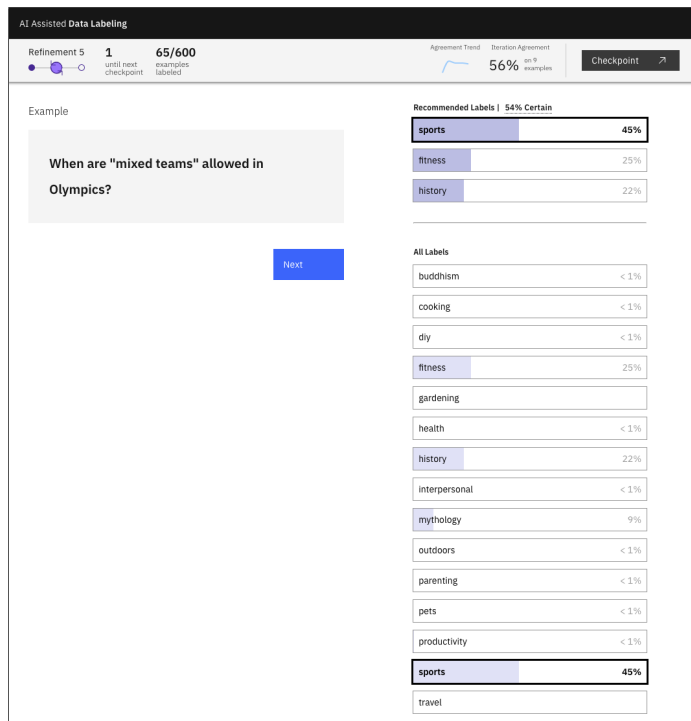 AI Assisted Data Labeling
Refinement 5
1
until next
checkpoint
65/600
examples
labeled
Agreement Trend
Iteration Agreement
56% on 9
examples
Checkpoint
Example
When are "mixed teams" allowed in
Olympics?
Next
Recommended Labels | 54% Certain
sports 45%
fitness 25%
history 22%
All Labels
buddhism < 1%
cooking < 1%
diy < 1%
fitness 25%
gardening
health < 1%
history 22%
interpersonal < 1%
mythology 9%
outdoors < 1%
parenting < 1%
pets < 1%
productivity < 1%
sports 45%
travel